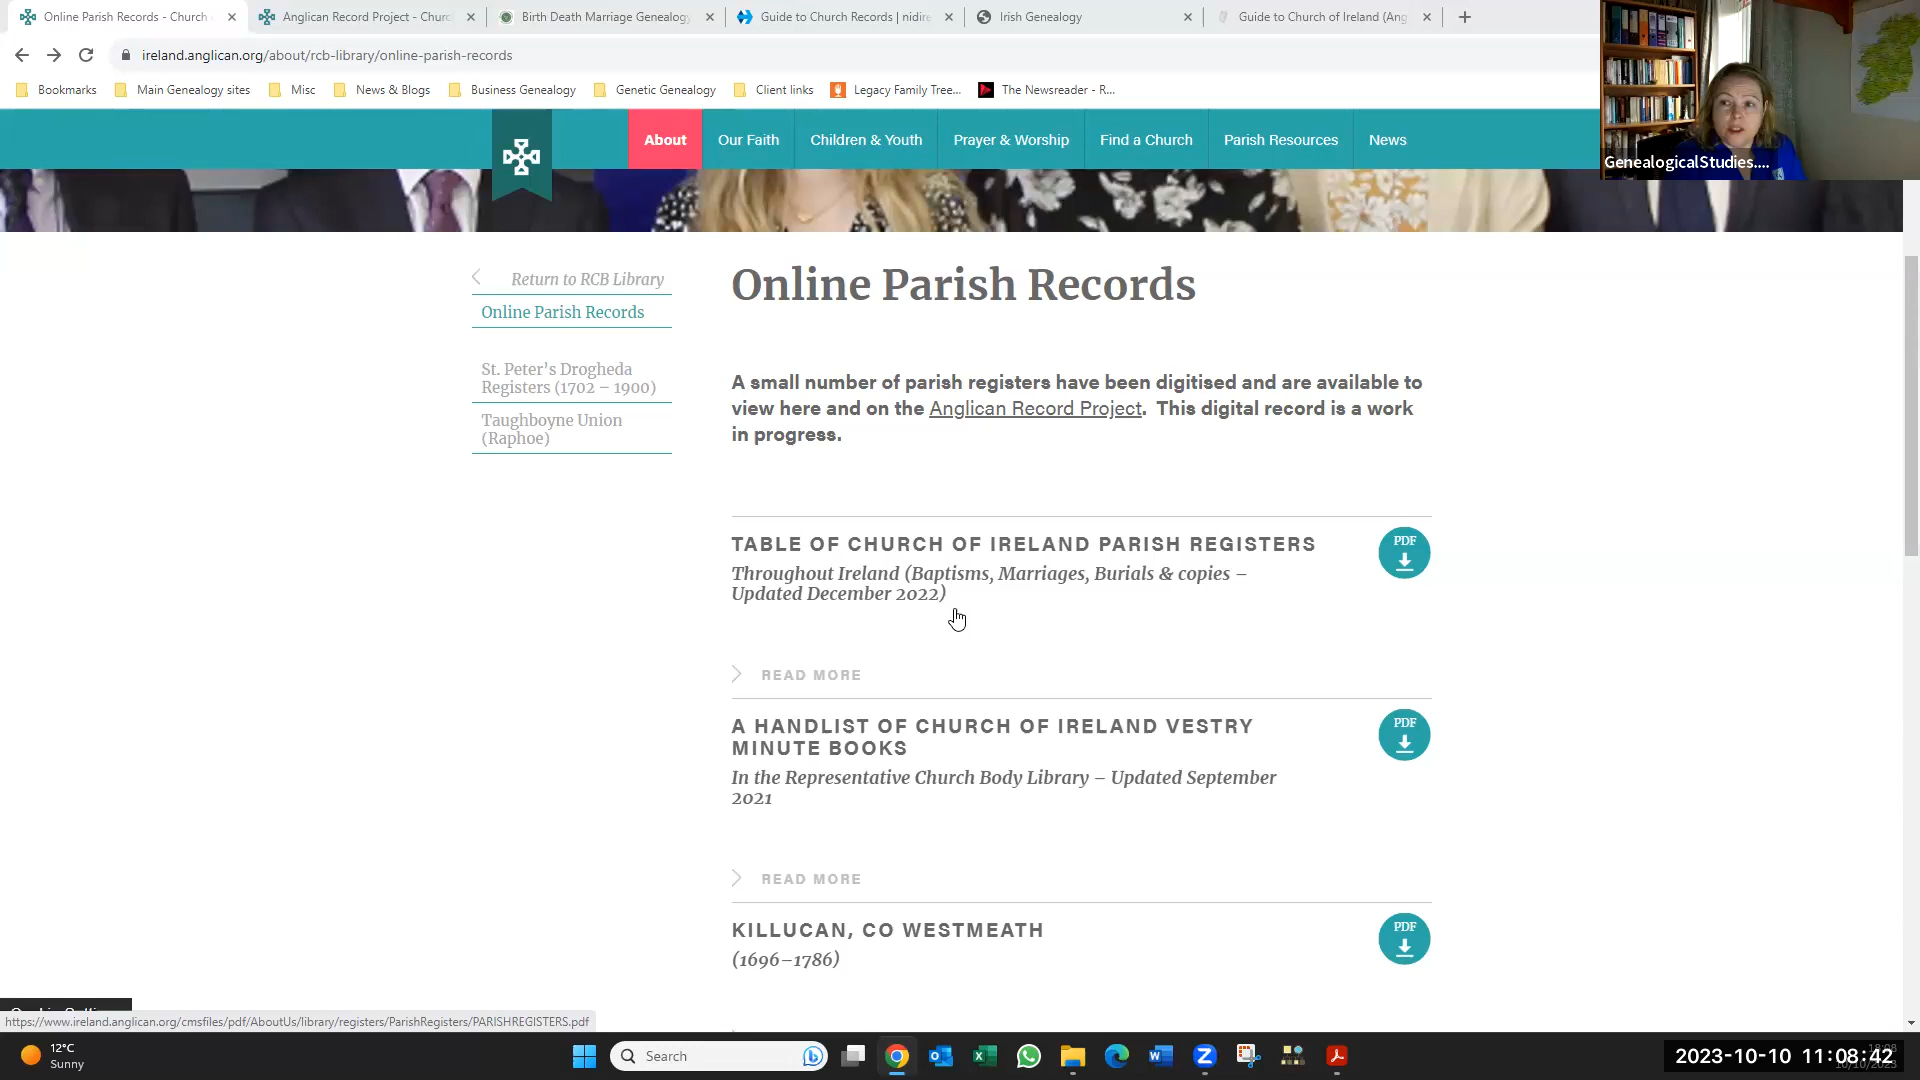 Online Parish Records - Church
Anglican Record Project - Churc
Birth Death Marriage Genealogy
Guide to Church Records | nidire
Irish Genealogy
Guide to Church of Ireland (Ang
ireland.anglican.org/about/rcb-library/online-parish-records
Bookmarks
Main Genealogy sites
Misc
News & Blogs
Business Genealogy
Genetic Genealogy
Client links
Legacy Family Tree...
The Newsreader - R...
GenealogicalStudies....
About
Our Faith
Children & Youth
Prayer & Worship
Find a Church
Parish Resources
News
Return to RCB Library
Online Parish Records
St. Peter's Drogheda
Registers (1702 – 1900)
Taughboyne Union
(Raphoe)
Online Parish Records
A small number of parish registers have been digitised and are available to
view here and on the Anglican Record Project. This digital record is a work
in progress.
TABLE OF CHURCH OF IRELAND PARISH REGISTERS
PDF
Throughout Ireland (Baptisms, Marriages, Burials & copies –
Updated December 2022)
READ MORE
A HANDLIST OF CHURCH OF IRELAND VESTRY
MINUTE BOOKS
PDF
In the Representative Church Body Library – Updated September
2021
READ MORE
KILLUCAN, CO WESTMEATH
PDF
(1696–1786)
https://www.ireland.anglican.org/cmsfiles/pdf/AboutUs/library/registers/ParishRegisters/PARISHREGISTERS.pdf
12°C
Sunny
Search
2023-10-10 11:08:42